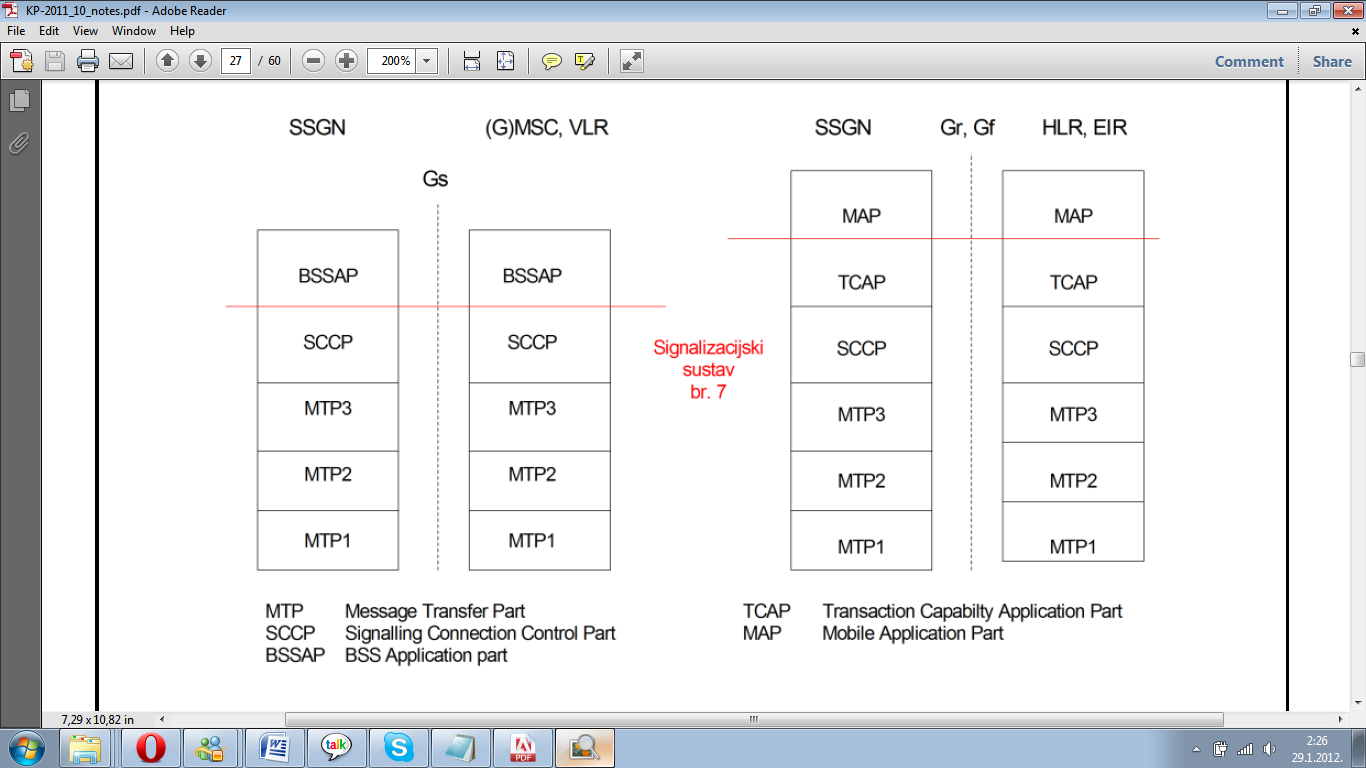 KP-2011_10_notes.pdf - Adobe Reader
File Edit View Window Help
27 / 60 200% Comment Share
SSGN (G)MSC, VLR
Gs
BSSAP BSSAP
SCCP SCCP
MTP3 MTP3
MTP2 MTP2
MTP1 MTP1
MTP Message Transfer Part
SCCP Signalling Connection Control Part
BSSAP BSS Application part
Signalizacijski
sustav
br. 7
SSGN Gr, Gf HLR, EIR
MAP MAP
TCAP TCAP
SCCP SCCP
MTP3 MTP3
MTP2 MTP2
MTP1 MTP1
TCAP Transaction Capabilty Application Part
MAP Mobile Application Part
7,29 x 10,82 in
talk
PDF
2:26
29.1.2012.